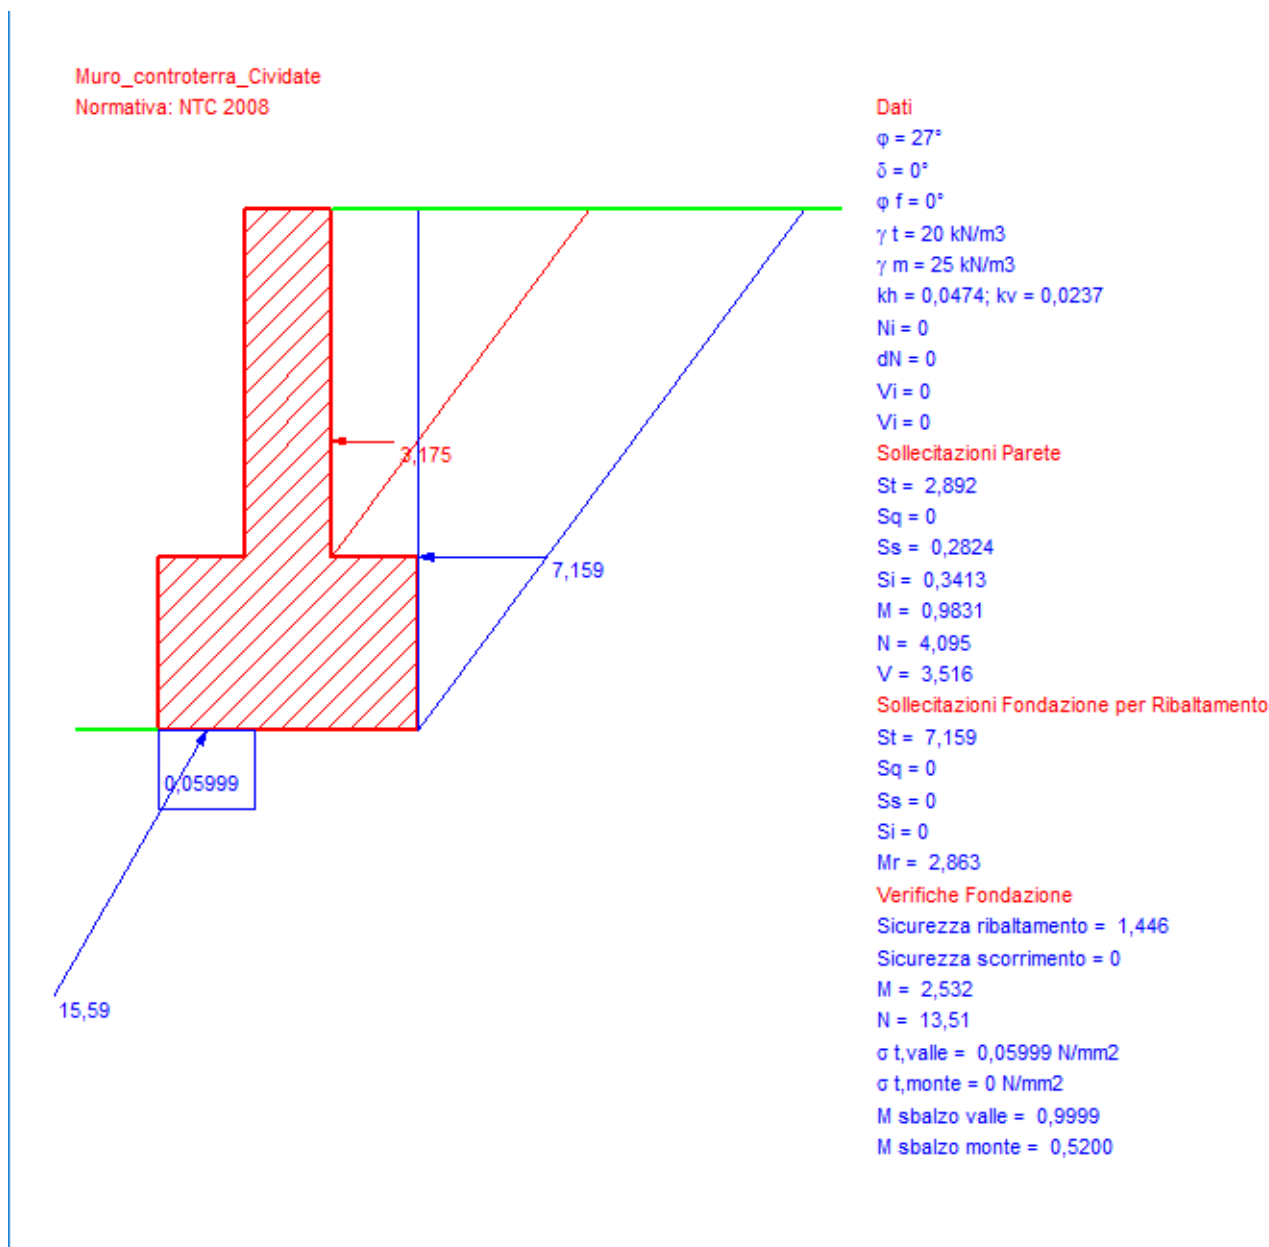 Muro_controterra_Cividate
Normativa: NTC 2008
3,175
7,159
0,05999
15,59
Dati
φ = 27°
δ = 0°
φ f = 0°
γ t = 20 kN/m3
γ m = 25 kN/m3
kh = 0,0474; kv = 0,0237
Ni = 0
dN = 0
Vi = 0
Vi = 0
Sollecitazioni Parete
St = 2,892
Sq = 0
Ss = 0,2824
Si = 0,3413
M = 0,9831
N = 4,095
V = 3,516
Sollecitazioni Fondazione per Ribaltamento
St = 7,159
Sq = 0
Ss = 0
Si = 0
Mr = 2,863
Verifiche Fondazione
Sicurezza ribaltamento = 1,446
Sicurezza scorrimento = 0
M = 2,532
N = 13,51
σ t,valle = 0,05999 N/mm2
σ t,monte = 0 N/mm2
M sbalzo valle = 0,9999
M sbalzo monte = 0,5200